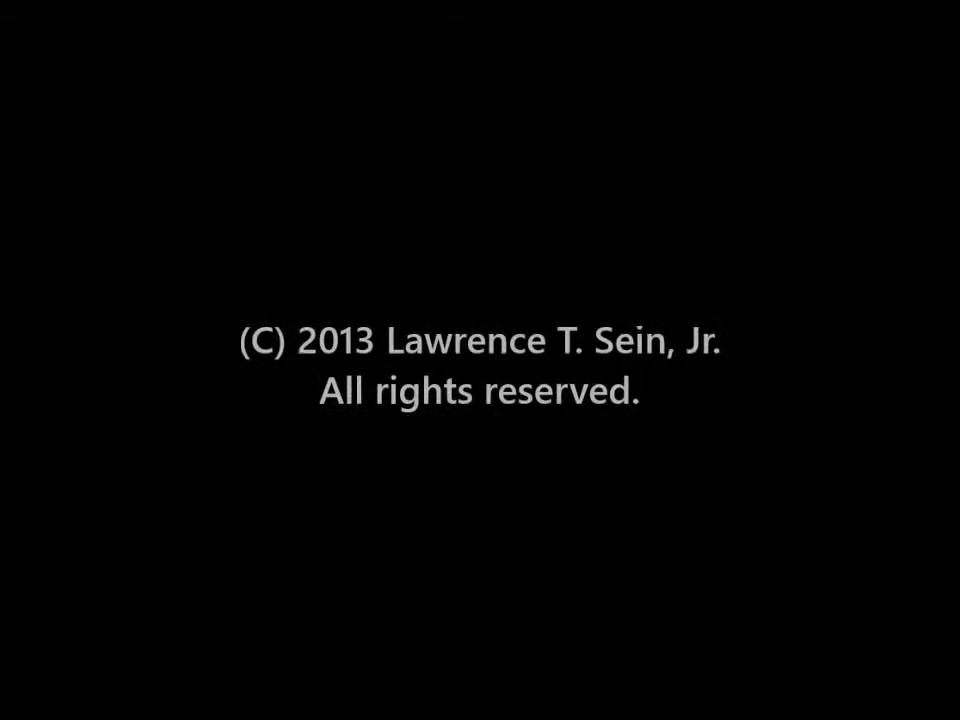 (C) 2013 Lawrence T. Sein, Jr.
All rights reserved.